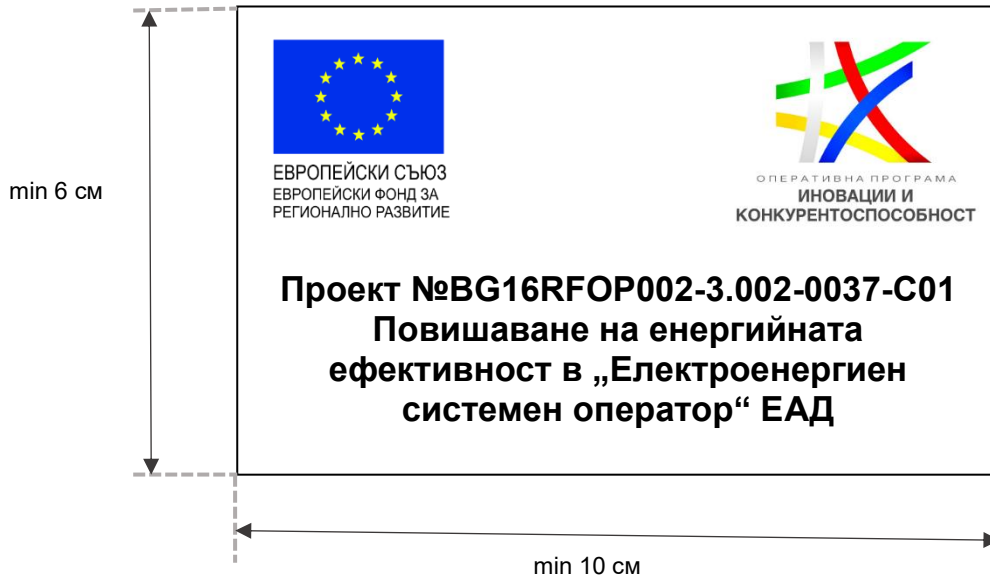 ЕВРОПЕЙСКИ СЪЮЗ
ЕВРОПЕЙСКИ ФОНД ЗА
РЕГИОНАЛНО РАЗВИТИЕ
ОПЕРАТИВНА ПРОГРАМА
ИНОВАЦИИ И
КОНКУРЕНТОСПОСОБНОСТ
min 6 см
Проект №BG16RFOP002-3.002-0037-C01
Повишаване на енергийната
ефективност в „Електроенергиен
системен оператор“ ЕАД
min 10 см